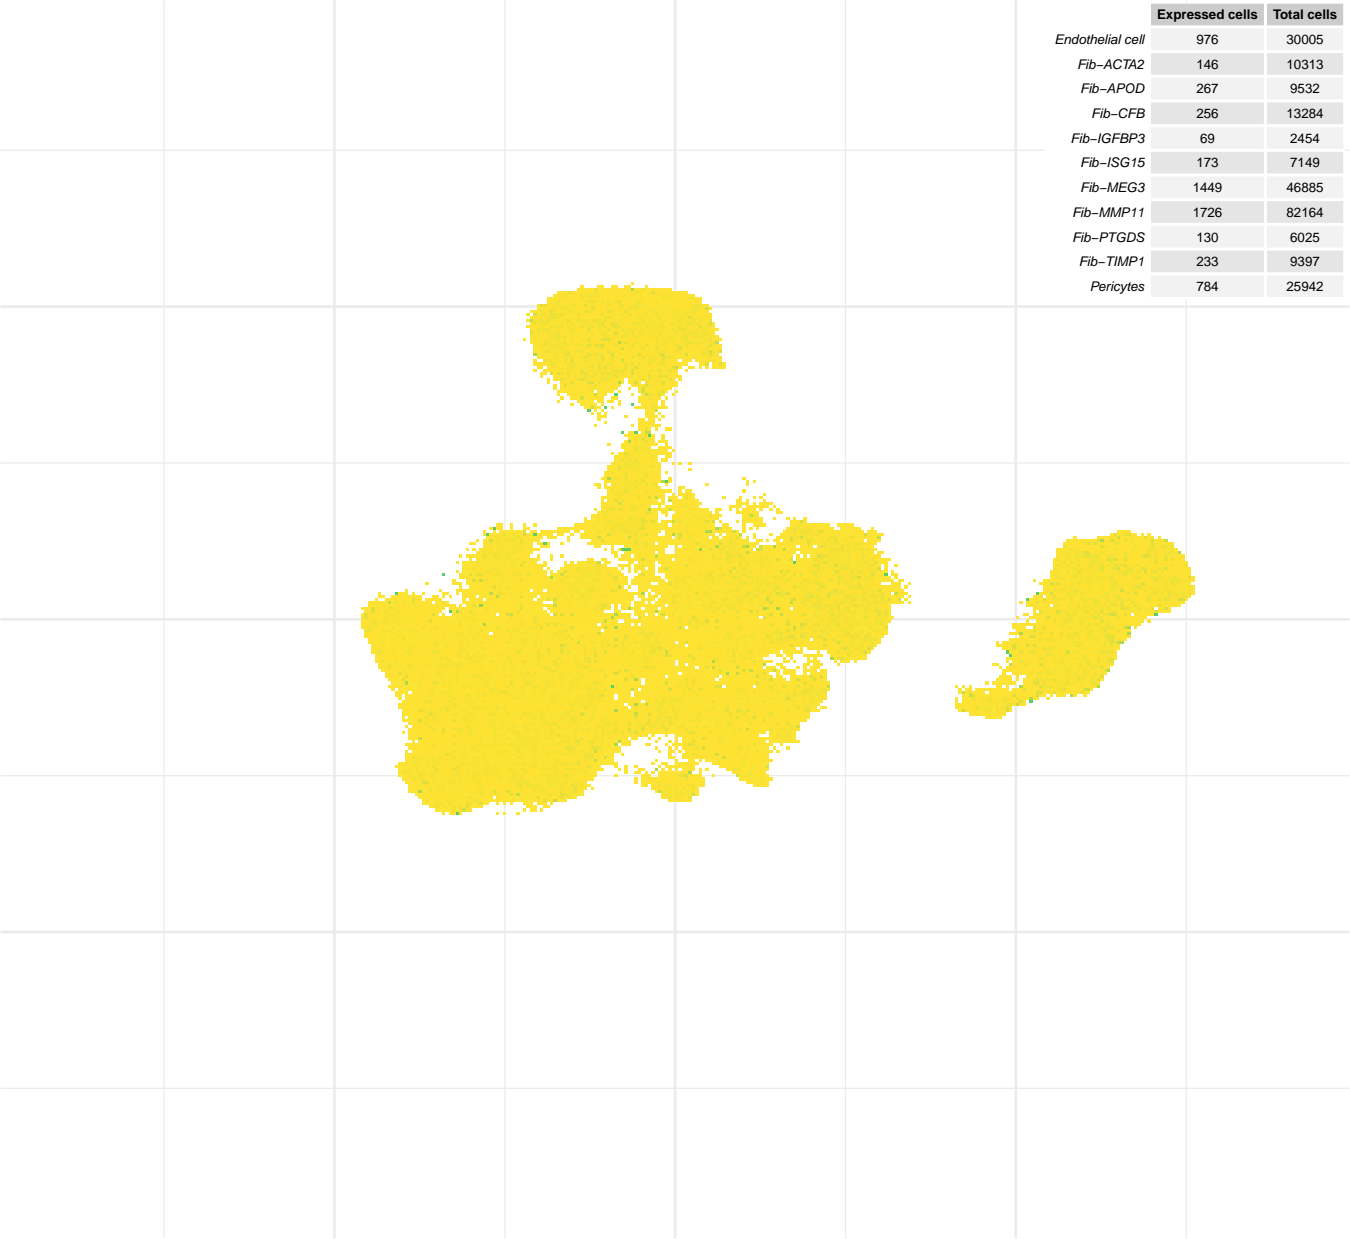 Expressed cells Total cells
Endothelial cell 976 30005
Fib−ACTA2 146 10313
Fib−APOD 267 9532
Fib−CFB 256 13284
Fib−IGFBP3 69 2454
Fib−ISG15 173 7149
Fib−MEG3 1449 46885
Fib−MMP11 1726 82164
Fib−PTGDS 130 6025
Fib−TIMP1 233 9397
Pericytes 784 25942